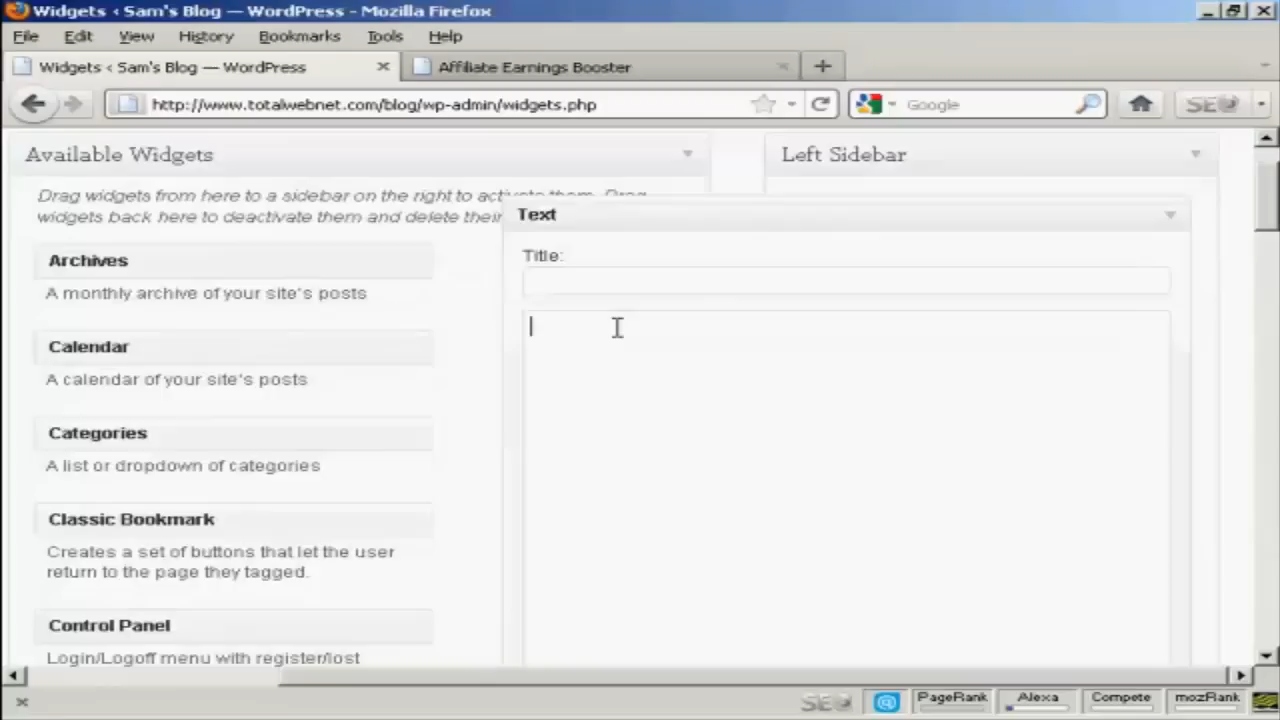 Widgets ‹ Sam's Blog — WordPress - Mozilla Firefox
File Edit View History Bookmarks Tools Help
Widgets ‹ Sam's Blog — WordPress
Affiliate Earnings Booster
http://www.totalwebnet.com/blog/wp-admin/widgets.php
Google
SEO
Available Widgets
Left Sidebar
Drag widgets from here to a sidebar on the right to activate them. Drag
widgets back here to deactivate them and delete their
Text
Title:
Archives
A monthly archive of your site's posts
Calendar
A calendar of your site's posts
Categories
A list or dropdown of categories
Classic Bookmark
Creates a set of buttons that let the user
return to the page they tagged.
Control Panel
Login/Logoff menu with register/lost
SEO PageRank Alexa Compete mozRank